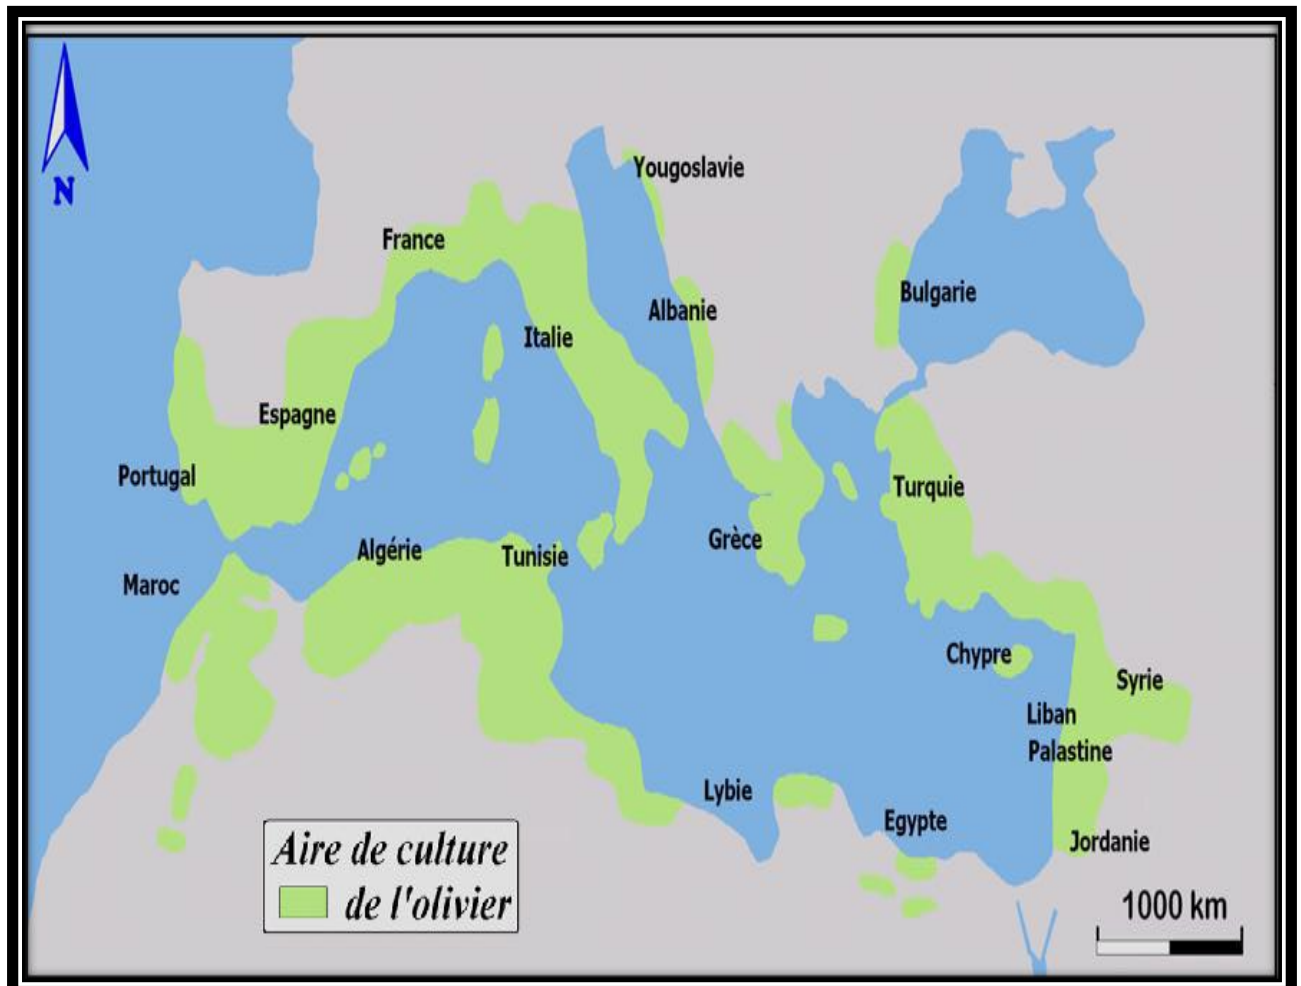 N
Yougoslavie
France
Bulgarie
Albanie
Italie
Espagne
Portugal
Turquie
Grèce
Algérie
Tunisie
Maroc
Chypre
Syrie
Liban
Palastine
Lybie
Egypte
Jordanie
Aire de culture
de l'olivier
1000 km